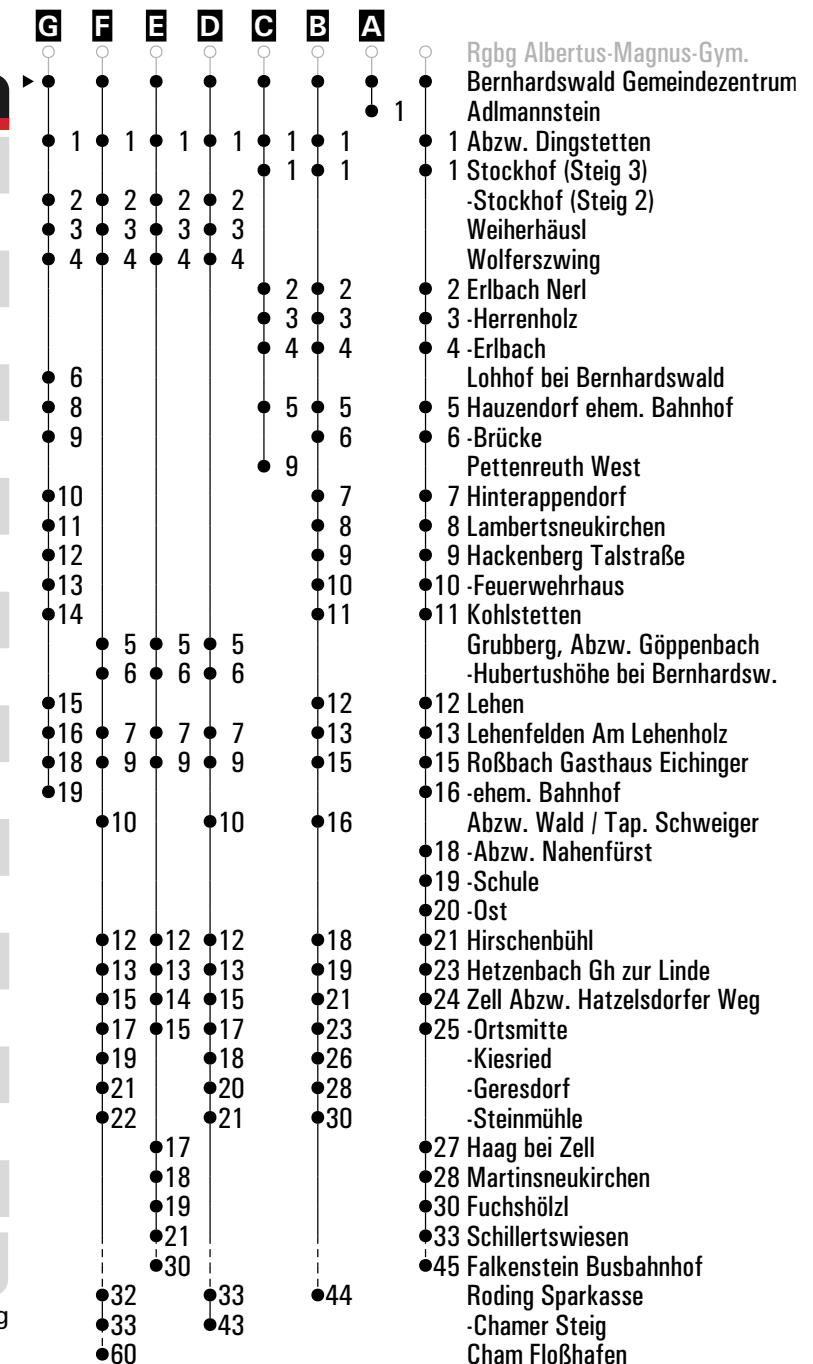 G F E D C B A
Rgbg Albertus-Magnus-Gym.
Bernhardswald Gemeindezentrum
1 Adlmannstein
1 1 1 1 1 1 1 Abzw. Dingstetten
1 1 1 Stockhof (Steig 3)
2 2 2 2 -Stockhof (Steig 2)
3 3 3 3 Weiherhäusl
4 4 4 4 Wolferszwing
2 2 2 Erlbach Nerl
3 3 3 -Herrenholz
4 4 4 -Erlbach
6 Lohhof bei Bernhardswald
8 5 5 5 Hauzendorf ehem. Bahnhof
9 6 6 -Brücke
9 Pettenreuth West
10 7 7 Hinterappendorf
11 8 8 Lambertsneukirchen
12 9 9 Hackenberg Talstraße
13 10 10 -Feuerwehrhaus
14 11 11 Kohlstetten
5 5 5 Grubberg, Abzw. Göppenbach
6 6 6 -Hubertushöhe bei Bernhardsw.
15 12 12 Lehen
16 7 7 7 13 13 Lehenfelden Am Lehenholz
18 9 9 9 15 15 Roßbach Gasthaus Eichinger
19 16 -ehem. Bahnhof
10 10 16 Abzw. Wald / Tap. Schweiger
18 -Abzw. Nahenfürst
19 -Schule
20 -Ost
12 12 12 18 21 Hirschenbühl
13 13 13 19 23 Hetzenbach Gh zur Linde
15 14 15 21 24 Zell Abzw. Hatzelsdorfer Weg
17 15 17 23 25 -Ortsmitte
19 18 26 -Kiesried
21 20 28 -Geresdorf
22 21 30 -Steinmühle
17 27 Haag bei Zell
18 28 Martinsneukirchen
19 30 Fuchshölzl
21 33 Schillertswiesen
30 45 Falkenstein Busbahnhof
32 33 44 Roding Sparkasse
g 33 43 -Chamer Steig
60 Cham Floßhafen